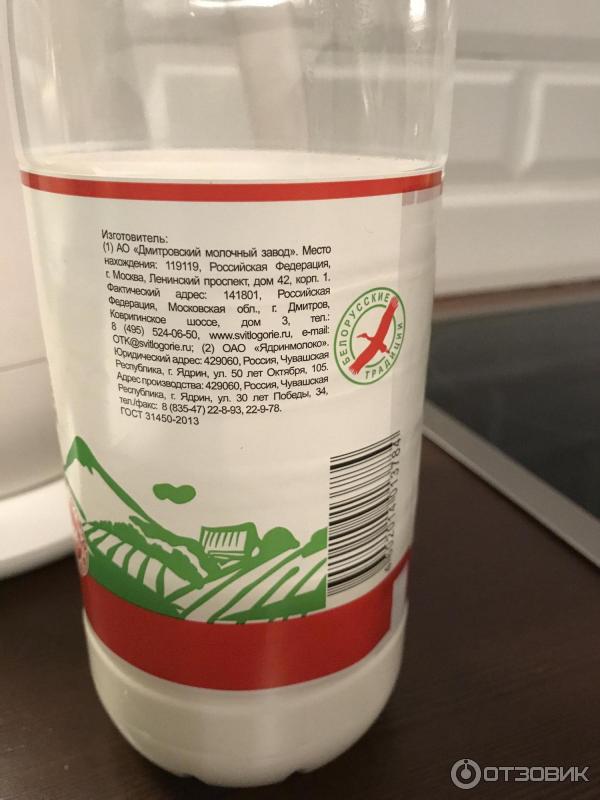 Изготовитель:
(1) АО «Дмитровский молочный завод». Место
нахождения: 119119, Российская Федерация,
г. Москва, Ленинский проспект, дом 42, корп. 1.
Фактический адрес: 141801, Российская
Федерация, Московская обл., г. Дмитров,
Ковригинское шоссе, дом 3, тел.:
8 (495) 524-06-50, www.svitlogorie.ru, e-mail:
OTK@svitlogorie.ru; (2) ОАО «Ядринмолоко».
Юридический адрес: 429060, Россия, Чувашская
Республика, г. Ядрин, ул. 50 лет Октября, 105.
Адрес производства: 429060, Россия, Чувашская
Республика, г. Ядрин, ул. 30 лет Победы, 34,
тел./факс: 8 (835-47) 22-8-93, 22-9-78.
ГОСТ 31450-2013
БЕЛОРУССКИЕ
ТРАДИЦИИ
ОТЗОВИК